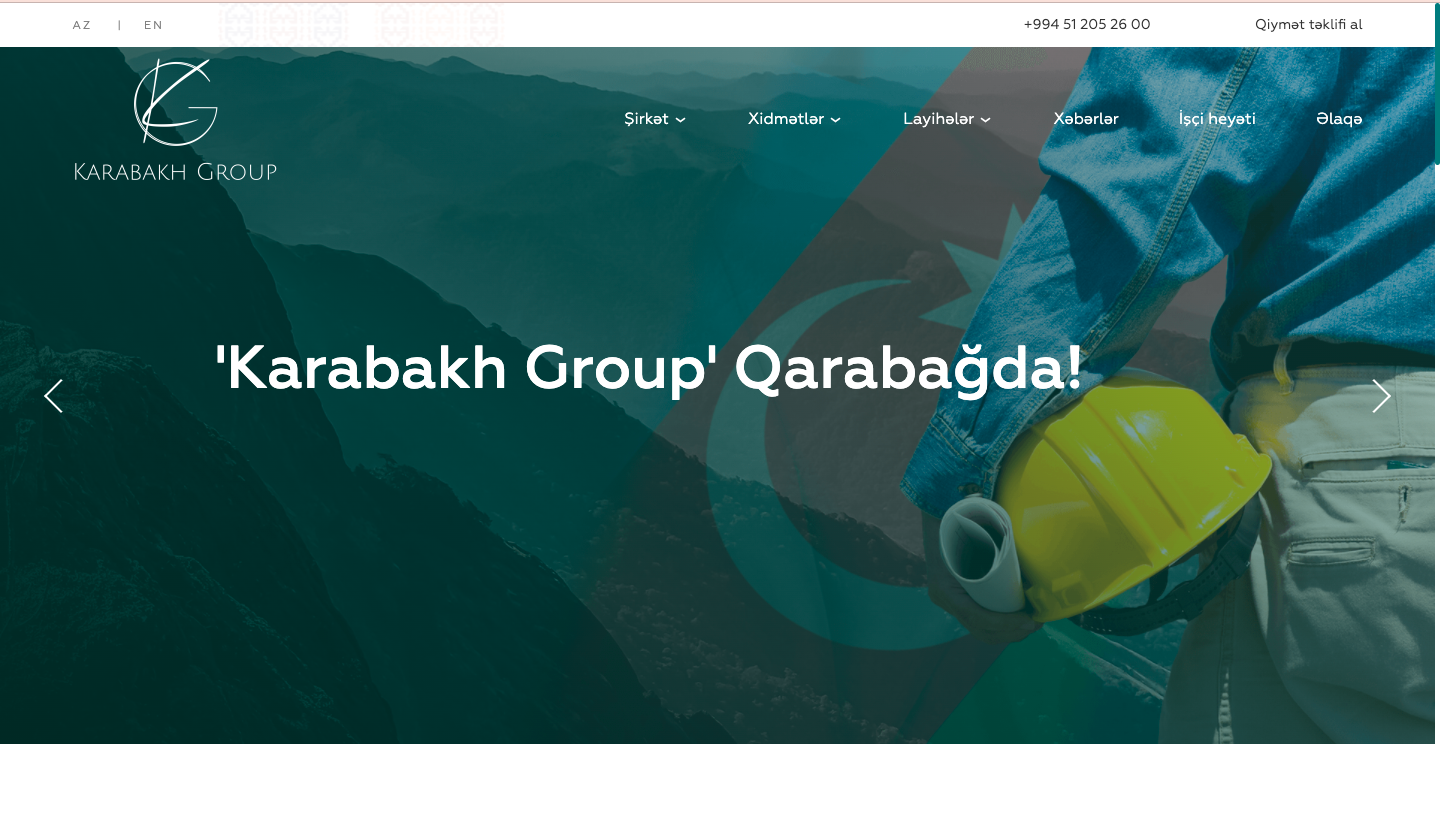 AZ | EN
+994 51 205 26 00
Qiymət təklifi al
KARABAKH GROUP
Şirkət
Xidmətlər
Layihələr
Xəbərlər
İşçi heyəti
Əlaqə
'Karabakh Group' Qarabağda!